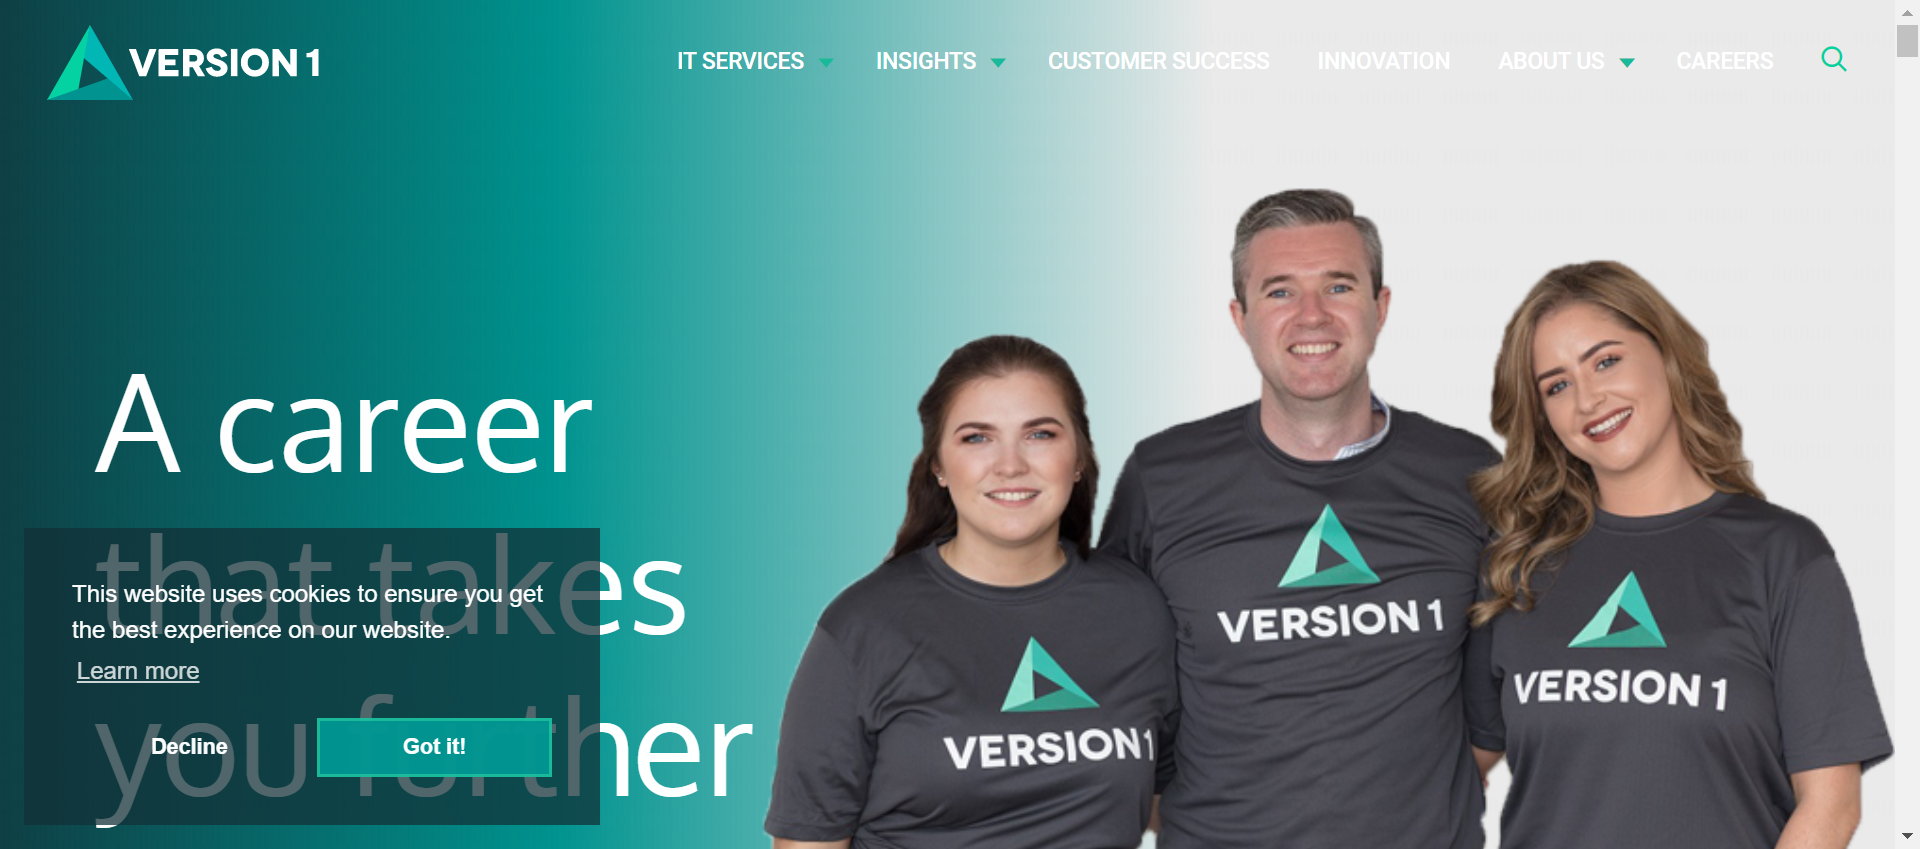 VERSION 1
IT SERVICES
INSIGHTS
CUSTOMER SUCCESS
INNOVATION
ABOUT US
CAREERS
A career
that takes
you further
This website uses cookies to ensure you get
the best experience on our website.
Learn more
Decline
Got it!
VERSION 1
VERSION 1
VERSION 1